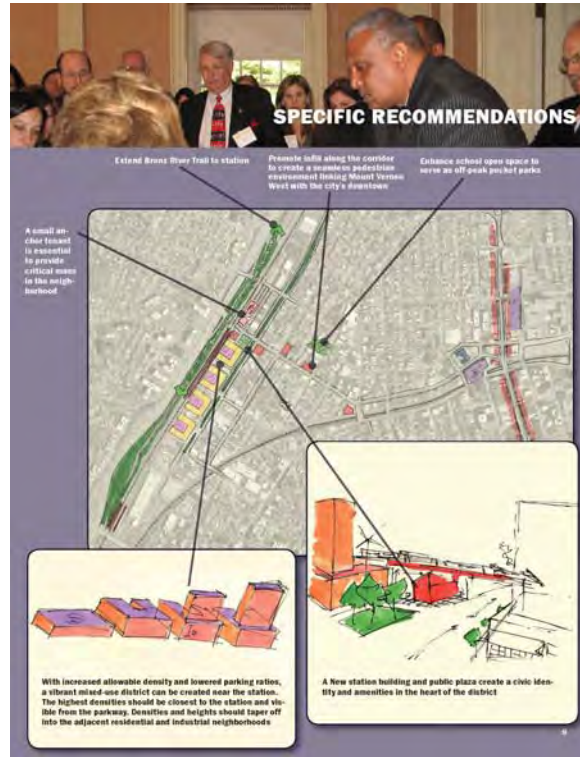 SPECIFIC RECOMMENDATIONS
Extend Bronx River Trail to station
Promote infill along the corridor
to create a seamless pedestrian
environment linking Mount Vernon
West with the city's downtown
Enhance school open space to
serve as off-peak pocket parks
A small an-
chor tenant
is essential
to provide
critical mass
in the neigh-
borhood
With increased allowable density and lowered parking ratios,
a vibrant mixed-use district can be created near the station.
The highest densities should be closest to the station and vis-
ible from the parkway. Densities and heights should taper off
into the adjacent residential and industrial neighborhoods
A New station building and public plaza create a civic iden-
tity and amenities in the heart of the district